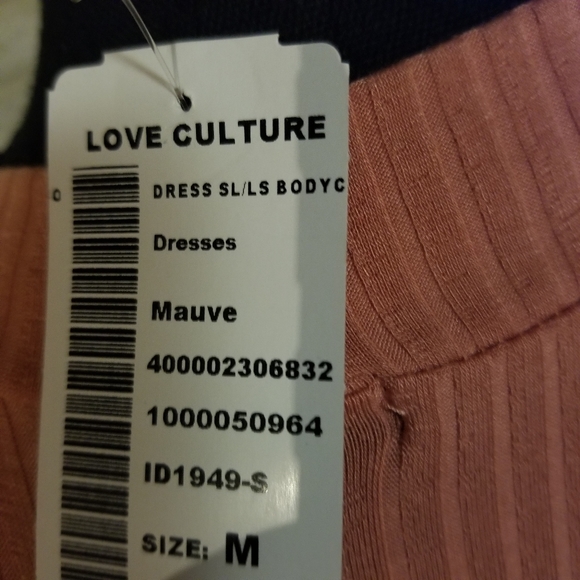 LOVE CULTURE
DRESS SL/LS BODYC
Dresses
Mauve
400002306832
1000050964
ID1949-S
SIZE: M